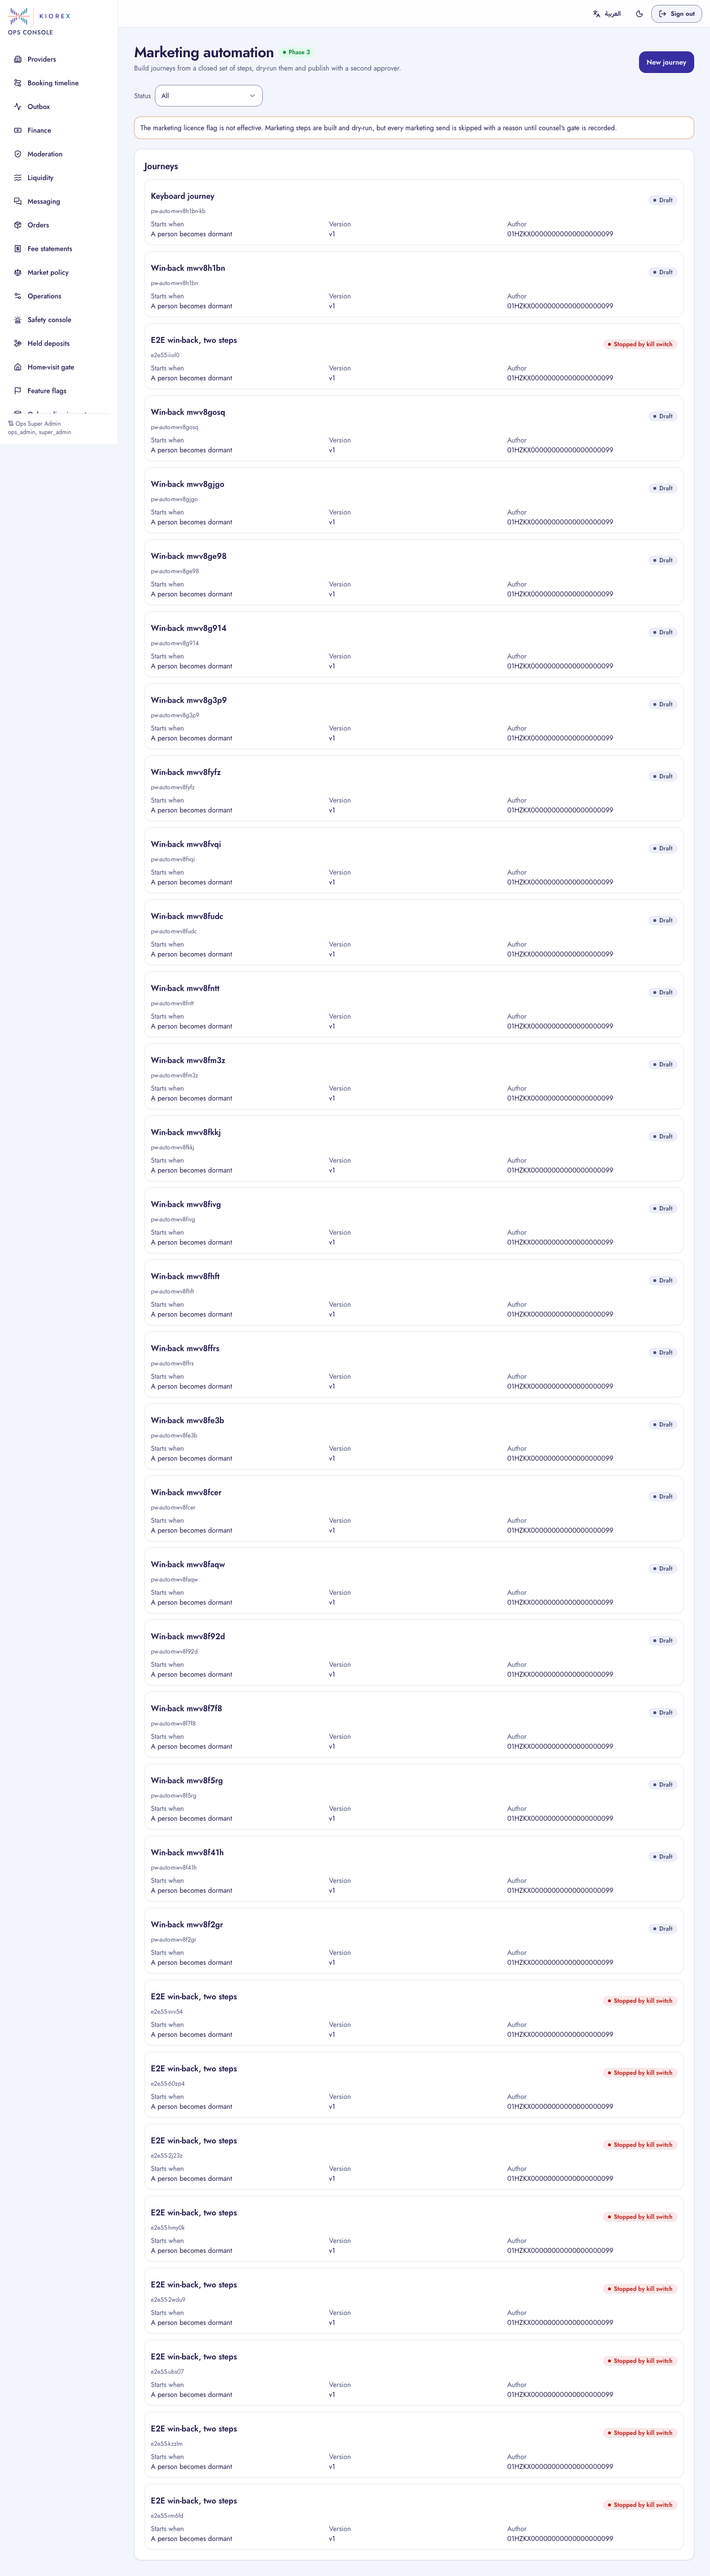 KIOREX
OPS CONSOLE
Providers
Booking timeline
Outbox
Finance
Moderation
Liquidity
Messaging
Orders
Fee statements
Market policy
Operations
Safety console
Held deposits
Home-visit gate
Feature flags
Ops Super Admin
ops_admin, super_admin
العربية
Sign out
Marketing automation
Phase 3
Build journeys from a closed set of steps, dry-run them and publish with a second approver.
New journey
Status
All
The marketing licence flag is not effective. Marketing steps are built and dry-run, but every marketing send is skipped with a reason until counsel's gate is recorded.
Journeys
Keyboard journey
Draft
pw-auto-mwv8h1bn-kb
Starts when
Version
Author
A person becomes dormant
v1
01HZKX00000000000000000099
Win-back mwv8h1bn
Draft
pw-auto-mwv8h1bn
Starts when
Version
Author
A person becomes dormant
v1
01HZKX00000000000000000099
E2E win-back, two steps
Stopped by kill switch
e2e55-iiol0
Starts when
Version
Author
A person becomes dormant
v1
01HZKX00000000000000000099
Win-back mwv8gosq
Draft
pw-auto-mwv8gosq
Starts when
Version
Author
A person becomes dormant
v1
01HZKX00000000000000000099
Win-back mwv8gjgo
Draft
pw-auto-mwv8gjgo
Starts when
Version
Author
A person becomes dormant
v1
01HZKX00000000000000000099
Win-back mwv8ge98
Draft
pw-auto-mwv8ge98
Starts when
Version
Author
A person becomes dormant
v1
01HZKX00000000000000000099
Win-back mwv8g914
Draft
pw-auto-mwv8g914
Starts when
Version
Author
A person becomes dormant
v1
01HZKX00000000000000000099
Win-back mwv8g3p9
Draft
pw-auto-mwv8g3p9
Starts when
Version
Author
A person becomes dormant
v1
01HZKX00000000000000000099
Win-back mwv8fyfz
Draft
pw-auto-mwv8fyfz
Starts when
Version
Author
A person becomes dormant
v1
01HZKX00000000000000000099
Win-back mwv8fvqi
Draft
pw-auto-mwv8fvqi
Starts when
Version
Author
A person becomes dormant
v1
01HZKX00000000000000000099
Win-back mwv8fudc
Draft
pw-auto-mwv8fudc
Starts when
Version
Author
A person becomes dormant
v1
01HZKX00000000000000000099
Win-back mwv8fntt
Draft
pw-auto-mwv8fntt
Starts when
Version
Author
A person becomes dormant
v1
01HZKX00000000000000000099
Win-back mwv8fm3z
Draft
pw-auto-mwv8fm3z
Starts when
Version
Author
A person becomes dormant
v1
01HZKX00000000000000000099
Win-back mwv8fkkj
Draft
pw-auto-mwv8fkkj
Starts when
Version
Author
A person becomes dormant
v1
01HZKX00000000000000000099
Win-back mwv8fivg
Draft
pw-auto-mwv8fivg
Starts when
Version
Author
A person becomes dormant
v1
01HZKX00000000000000000099
Win-back mwv8fhft
Draft
pw-auto-mwv8fhft
Starts when
Version
Author
A person becomes dormant
v1
01HZKX00000000000000000099
Win-back mwv8ffrs
Draft
pw-auto-mwv8ffrs
Starts when
Version
Author
A person becomes dormant
v1
01HZKX00000000000000000099
Win-back mwv8fe3b
Draft
pw-auto-mwv8fe3b
Starts when
Version
Author
A person becomes dormant
v1
01HZKX00000000000000000099
Win-back mwv8fcer
Draft
pw-auto-mwv8fcer
Starts when
Version
Author
A person becomes dormant
v1
01HZKX00000000000000000099
Win-back mwv8faqw
Draft
pw-auto-mwv8faqw
Starts when
Version
Author
A person becomes dormant
v1
01HZKX00000000000000000099
Win-back mwv8f92d
Draft
pw-auto-mwv8f92d
Starts when
Version
Author
A person becomes dormant
v1
01HZKX00000000000000000099
Win-back mwv8f7f8
Draft
pw-auto-mwv8f7f8
Starts when
Version
Author
A person becomes dormant
v1
01HZKX00000000000000000099
Win-back mwv8f5rg
Draft
pw-auto-mwv8f5rg
Starts when
Version
Author
A person becomes dormant
v1
01HZKX00000000000000000099
Win-back mwv8f41h
Draft
pw-auto-mwv8f41h
Starts when
Version
Author
A person becomes dormant
v1
01HZKX00000000000000000099
Win-back mwv8f2gr
Draft
pw-auto-mwv8f2gr
Starts when
Version
Author
A person becomes dormant
v1
01HZKX00000000000000000099
E2E win-back, two steps
Stopped by kill switch
e2e55-svv54
Starts when
Version
Author
A person becomes dormant
v1
01HZKX00000000000000000099
E2E win-back, two steps
Stopped by kill switch
e2e55-60zp4
Starts when
Version
Author
A person becomes dormant
v1
01HZKX00000000000000000099
E2E win-back, two steps
Stopped by kill switch
e2e55-2j23z
Starts when
Version
Author
A person becomes dormant
v1
01HZKX00000000000000000099
E2E win-back, two steps
Stopped by kill switch
e2e55-hmy0k
Starts when
Version
Author
A person becomes dormant
v1
01HZKX00000000000000000099
E2E win-back, two steps
Stopped by kill switch
e2e55-2wdu9
Starts when
Version
Author
A person becomes dormant
v1
01HZKX00000000000000000099
E2E win-back, two steps
Stopped by kill switch
e2e55-ubs07
Starts when
Version
Author
A person becomes dormant
v1
01HZKX00000000000000000099
E2E win-back, two steps
Stopped by kill switch
e2e55-kzzlm
Starts when
Version
Author
A person becomes dormant
v1
01HZKX00000000000000000099
E2E win-back, two steps
Stopped by kill switch
e2e55-rm6fd
Starts when
Version
Author
A person becomes dormant
v1
01HZKX00000000000000000099